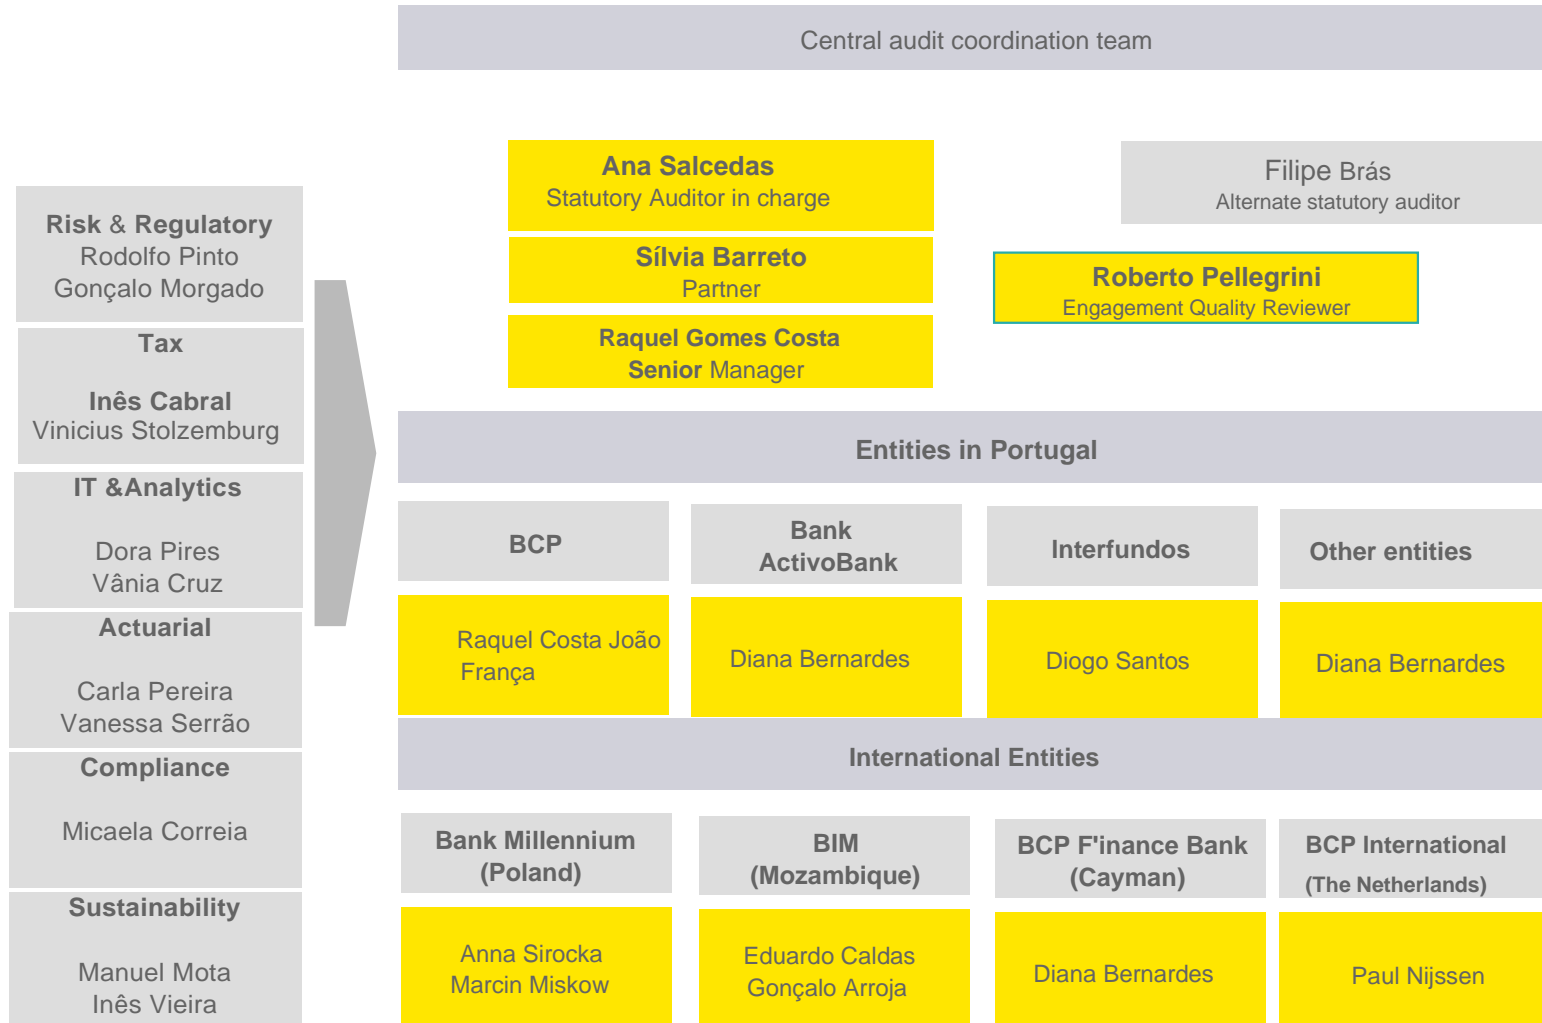 Central audit coordination team
Ana Salcedas
Statutory Auditor in charge
Filipe Brás
Alternate statutory auditor
Sílvia Barreto
Partner
Roberto Pellegrini
Engagement Quality Reviewer
Raquel Gomes Costa
Senior Manager
Risk & Regulatory
Rodolfo Pinto
Gonçalo Morgado
Tax
Inês Cabral
Vinicius Stolzemburg
IT &Analytics
Dora Pires
Vânia Cruz
Actuarial
Carla Pereira
Vanessa Serrão
Compliance
Micaela Correia
Sustainability
Manuel Mota
Inês Vieira
Entities in Portugal
BCP
Bank
ActivoBank
Interfundos
Other entities
Raquel Costa João
França
Diana Bernardes
Diogo Santos
Diana Bernardes
International Entities
Bank Millennium
(Poland)
BIM
(Mozambique)
BCP F'inance Bank
(Cayman)
BCP International
(The Netherlands)
Anna Sirocka
Marcin Miskow
Eduardo Caldas
Gonçalo Arroja
Diana Bernardes
Paul Nijssen